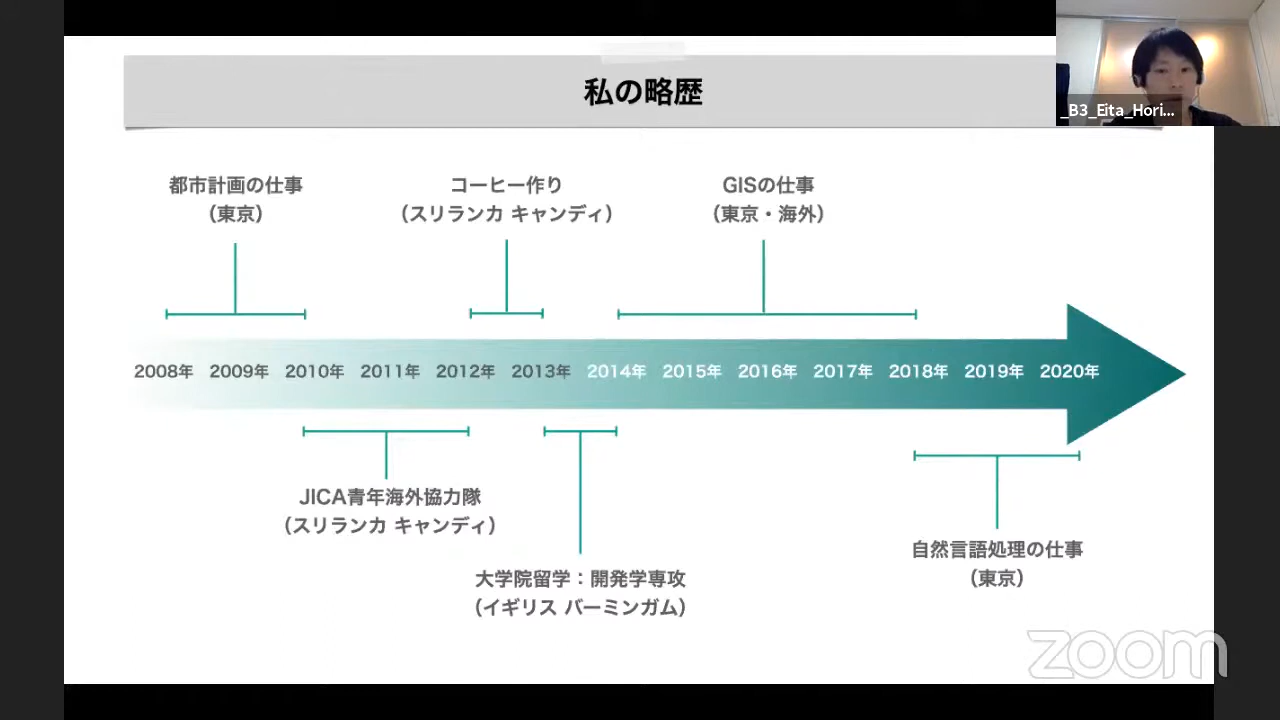 私の略歴
_B3_Eita_Hori...
都市計画の仕事
（東京）
コーヒー作り
（スリランカ キャンディ）
GISの仕事
（東京・海外）
2008年 2009年 2010年 2011年 2012年 2013年 2014年 2015年 2016年 2017年 2018年 2019年 2020年
JICA青年海外協力隊
（スリランカ キャンディ）
大学院留学：開発学専攻
（イギリス バーミンガム）
自然言語処理の仕事
（東京）
zoom